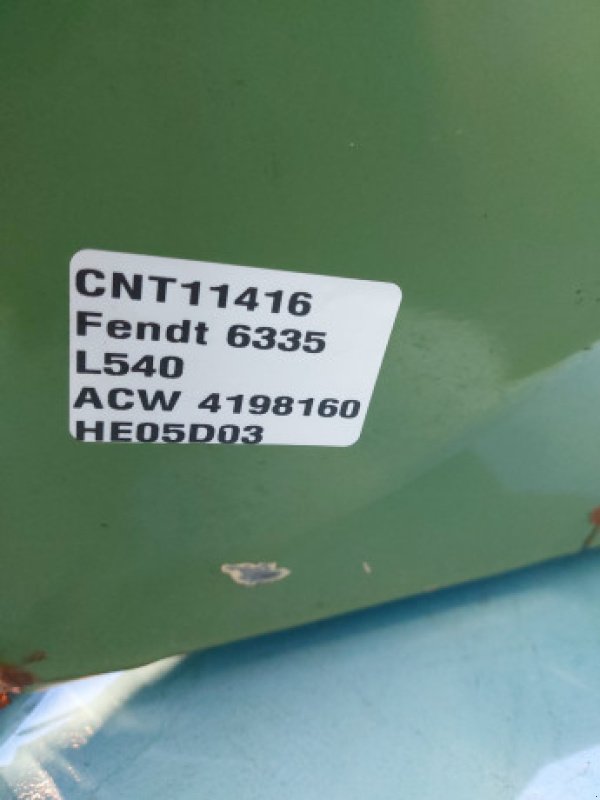 CNT11416
Fendt 6335
L540
ACW 4198160
HE05D03